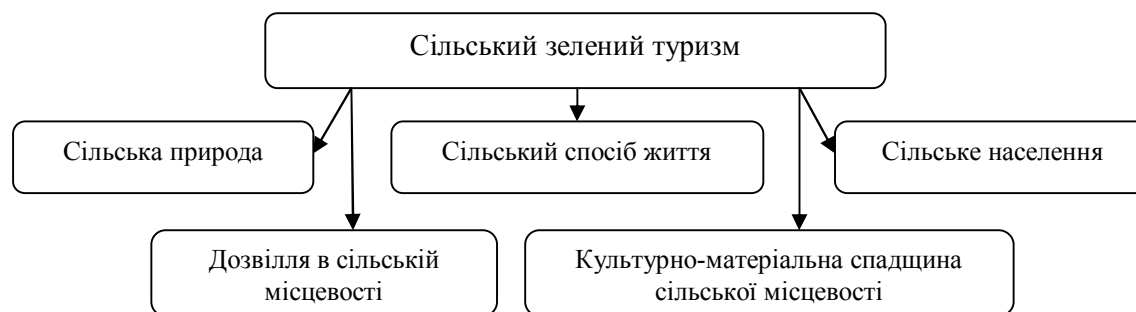 Сільський зелений туризм
Сільська природа
Сільський спосіб життя
Сільське населення
Дозвілля в сільській
місцевості
Культурно-матеріальна спадщина
сільської місцевості